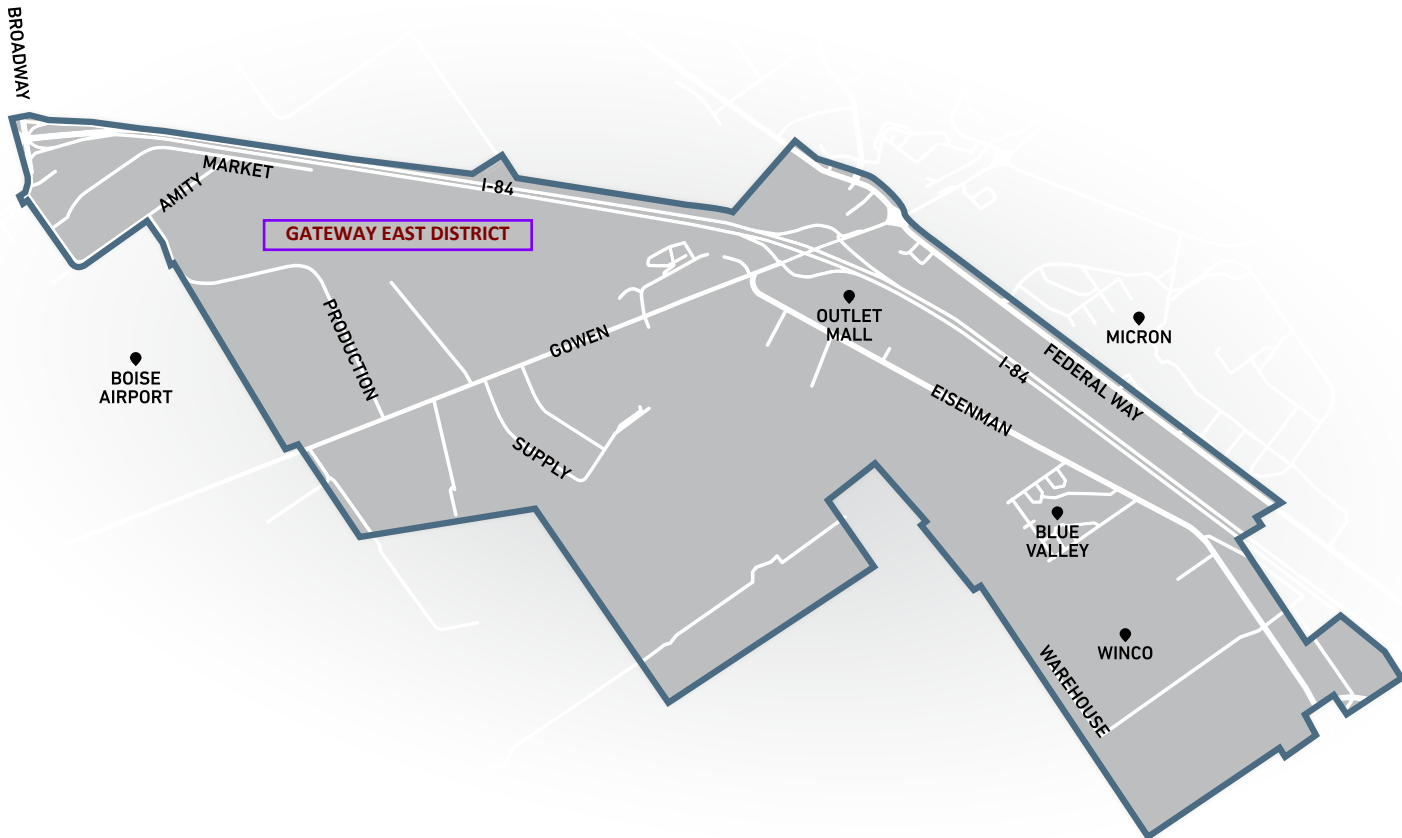 BROADWAY
MARKET
AMITY
I-84
GATEWAY EAST DISTRICT
PRODUCTION
GOWEN
OUTLET
MALL
MICRON
BOISE
AIRPORT
I-84
FEDERAL WAY
EISENMAN
SUPPLY
BLUE
VALLEY
WINCO
WAREHOUSE